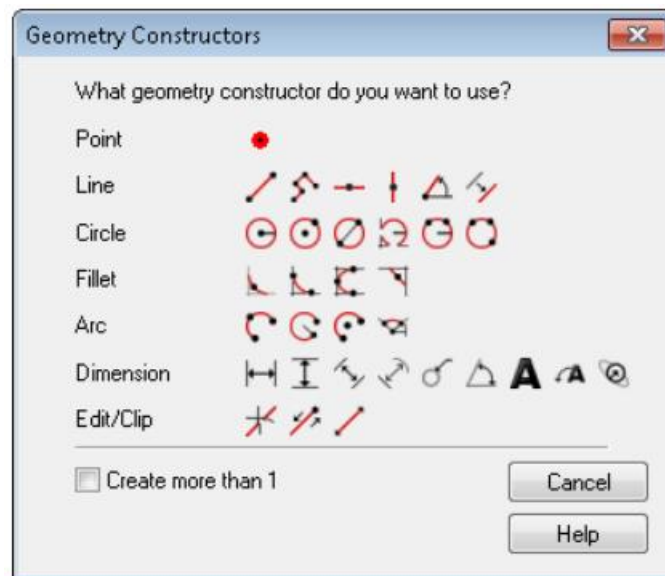 Geometry Constructors
What geometry constructor do you want to use?
Point
Line
Circle
Fillet
Arc
Dimension A A
Edit/Clip
Create more than 1
Cancel
Help